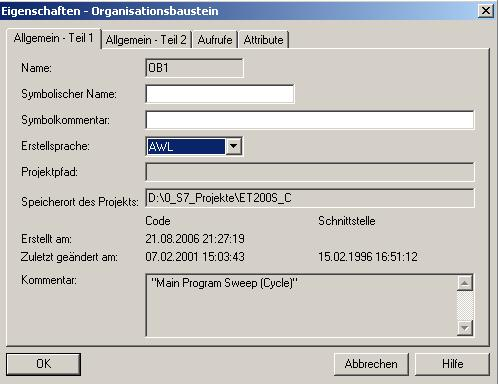 Eigenschaften - Organisationsbaustein
Allgemein - Teil 1 Allgemein - Teil 2 Aufrufe Attribute
Name: OB1
Symbolischer Name:
Symbolkommentar:
Erstellsprache: AWL
Projektpfad:
Speicherort des Projekts: D:\0_S7_Projekte\ET200S_C
Code Schnittstelle
Erstellt am: 21.08.2006 21:27:19
Zuletzt geändert am: 07.02.2001 15:03:43 15.02.1996 16:51:12
Kommentar: "Main Program Sweep (Cycle)"
OK Abbrechen Hilfe